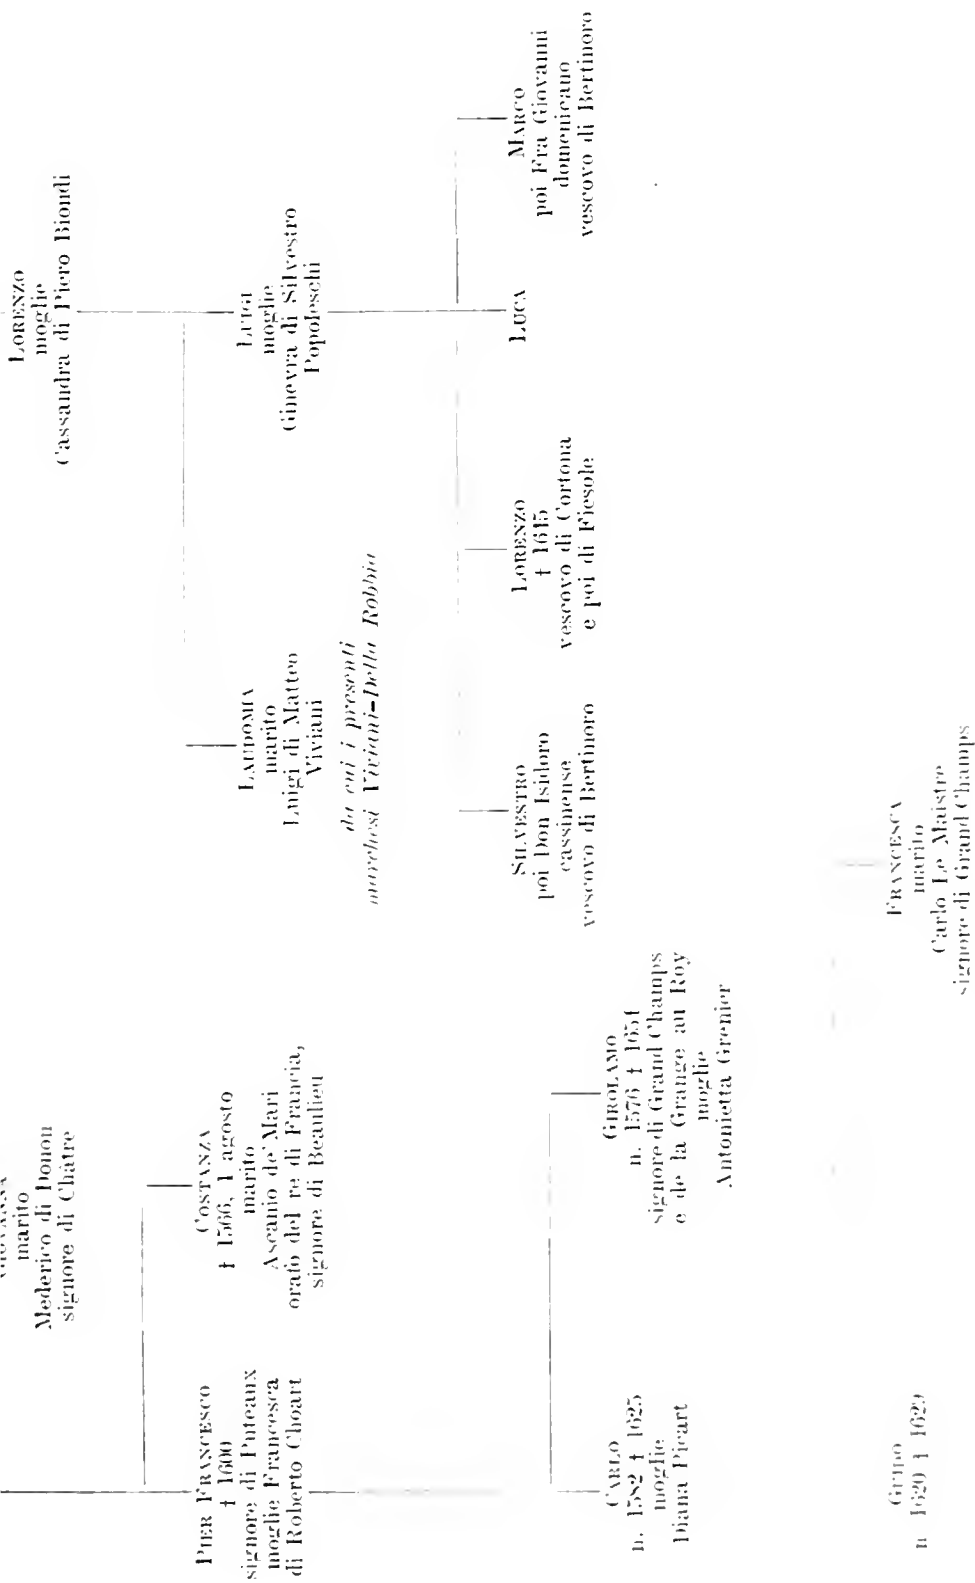 marito
Mederico di Donon
signore di Châtre
LORENZO
moglie
Cassandra di Piero Biondi
PIER FRANCESCO
† 1600
signore di Puteaux
moglie Francesca
di Roberto Choart
COSTANZA
† 1566, 1 agosto
marito
Ascanio de' Mari
orafo del re di Francia,
signore di Beaulieu
LAUDOMIA
marito
Luigi di Matteo
Viviani
da cui i presenti
marchesi Viviani-Della Robbia
LUIGI
moglie
Ginevra di Silvestro
Popoleschi
CARLO
n. 1582 † 1625
moglie
Diana Picart
GIROLAMO
n. 1576 † 1654
signore di Grand Champs
e de la Grange au Roy
moglie
Antonietta Grenier
SILVESTRO
poi Don Isidoro
cassinense
vescovo di Bertinoro
LORENZO
† 1645
vescovo di Cortona
e poi di Fiesole
LUCA
MARCO
poi Fra Giovanni
domenicano
vescovo di Bertinoro
GUIDO
n 1620 † 1629
FRANCESCA
marito
Carlo Le Maistre
signore di Grand Champs